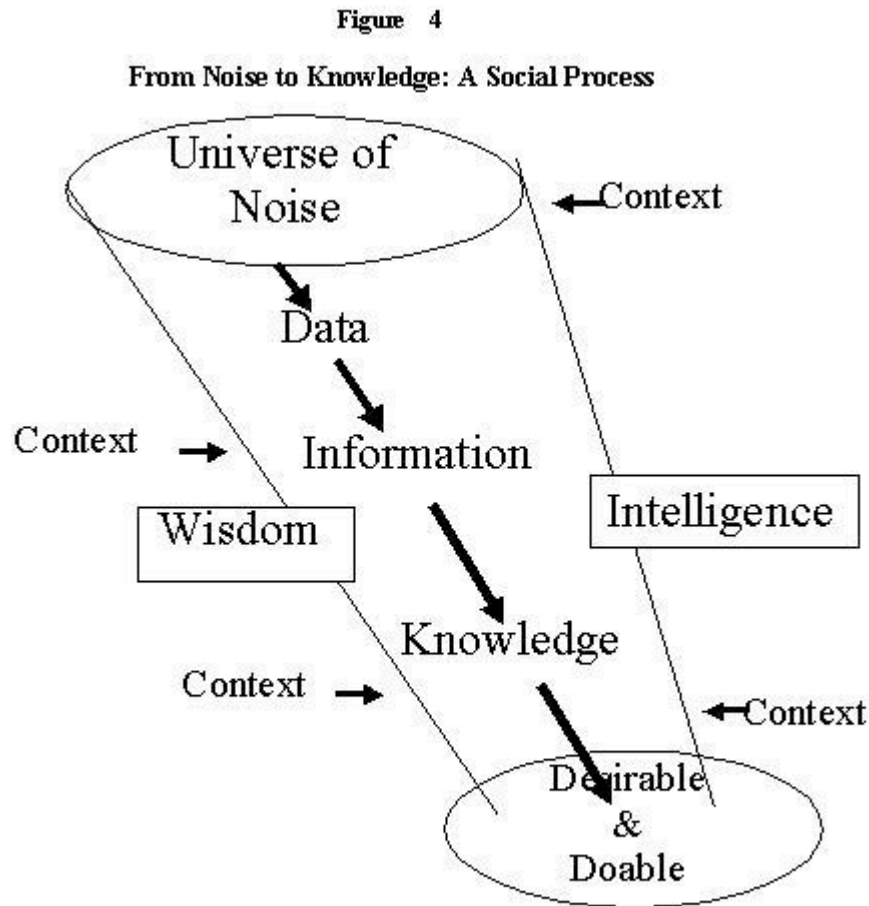 Figure 4
From Noise to Knowledge: A Social Process
Universe of
Noise
Context
Data
Context
Information
Wisdom
Intelligence
Knowledge
Context
Context
Desirable
&
Doable